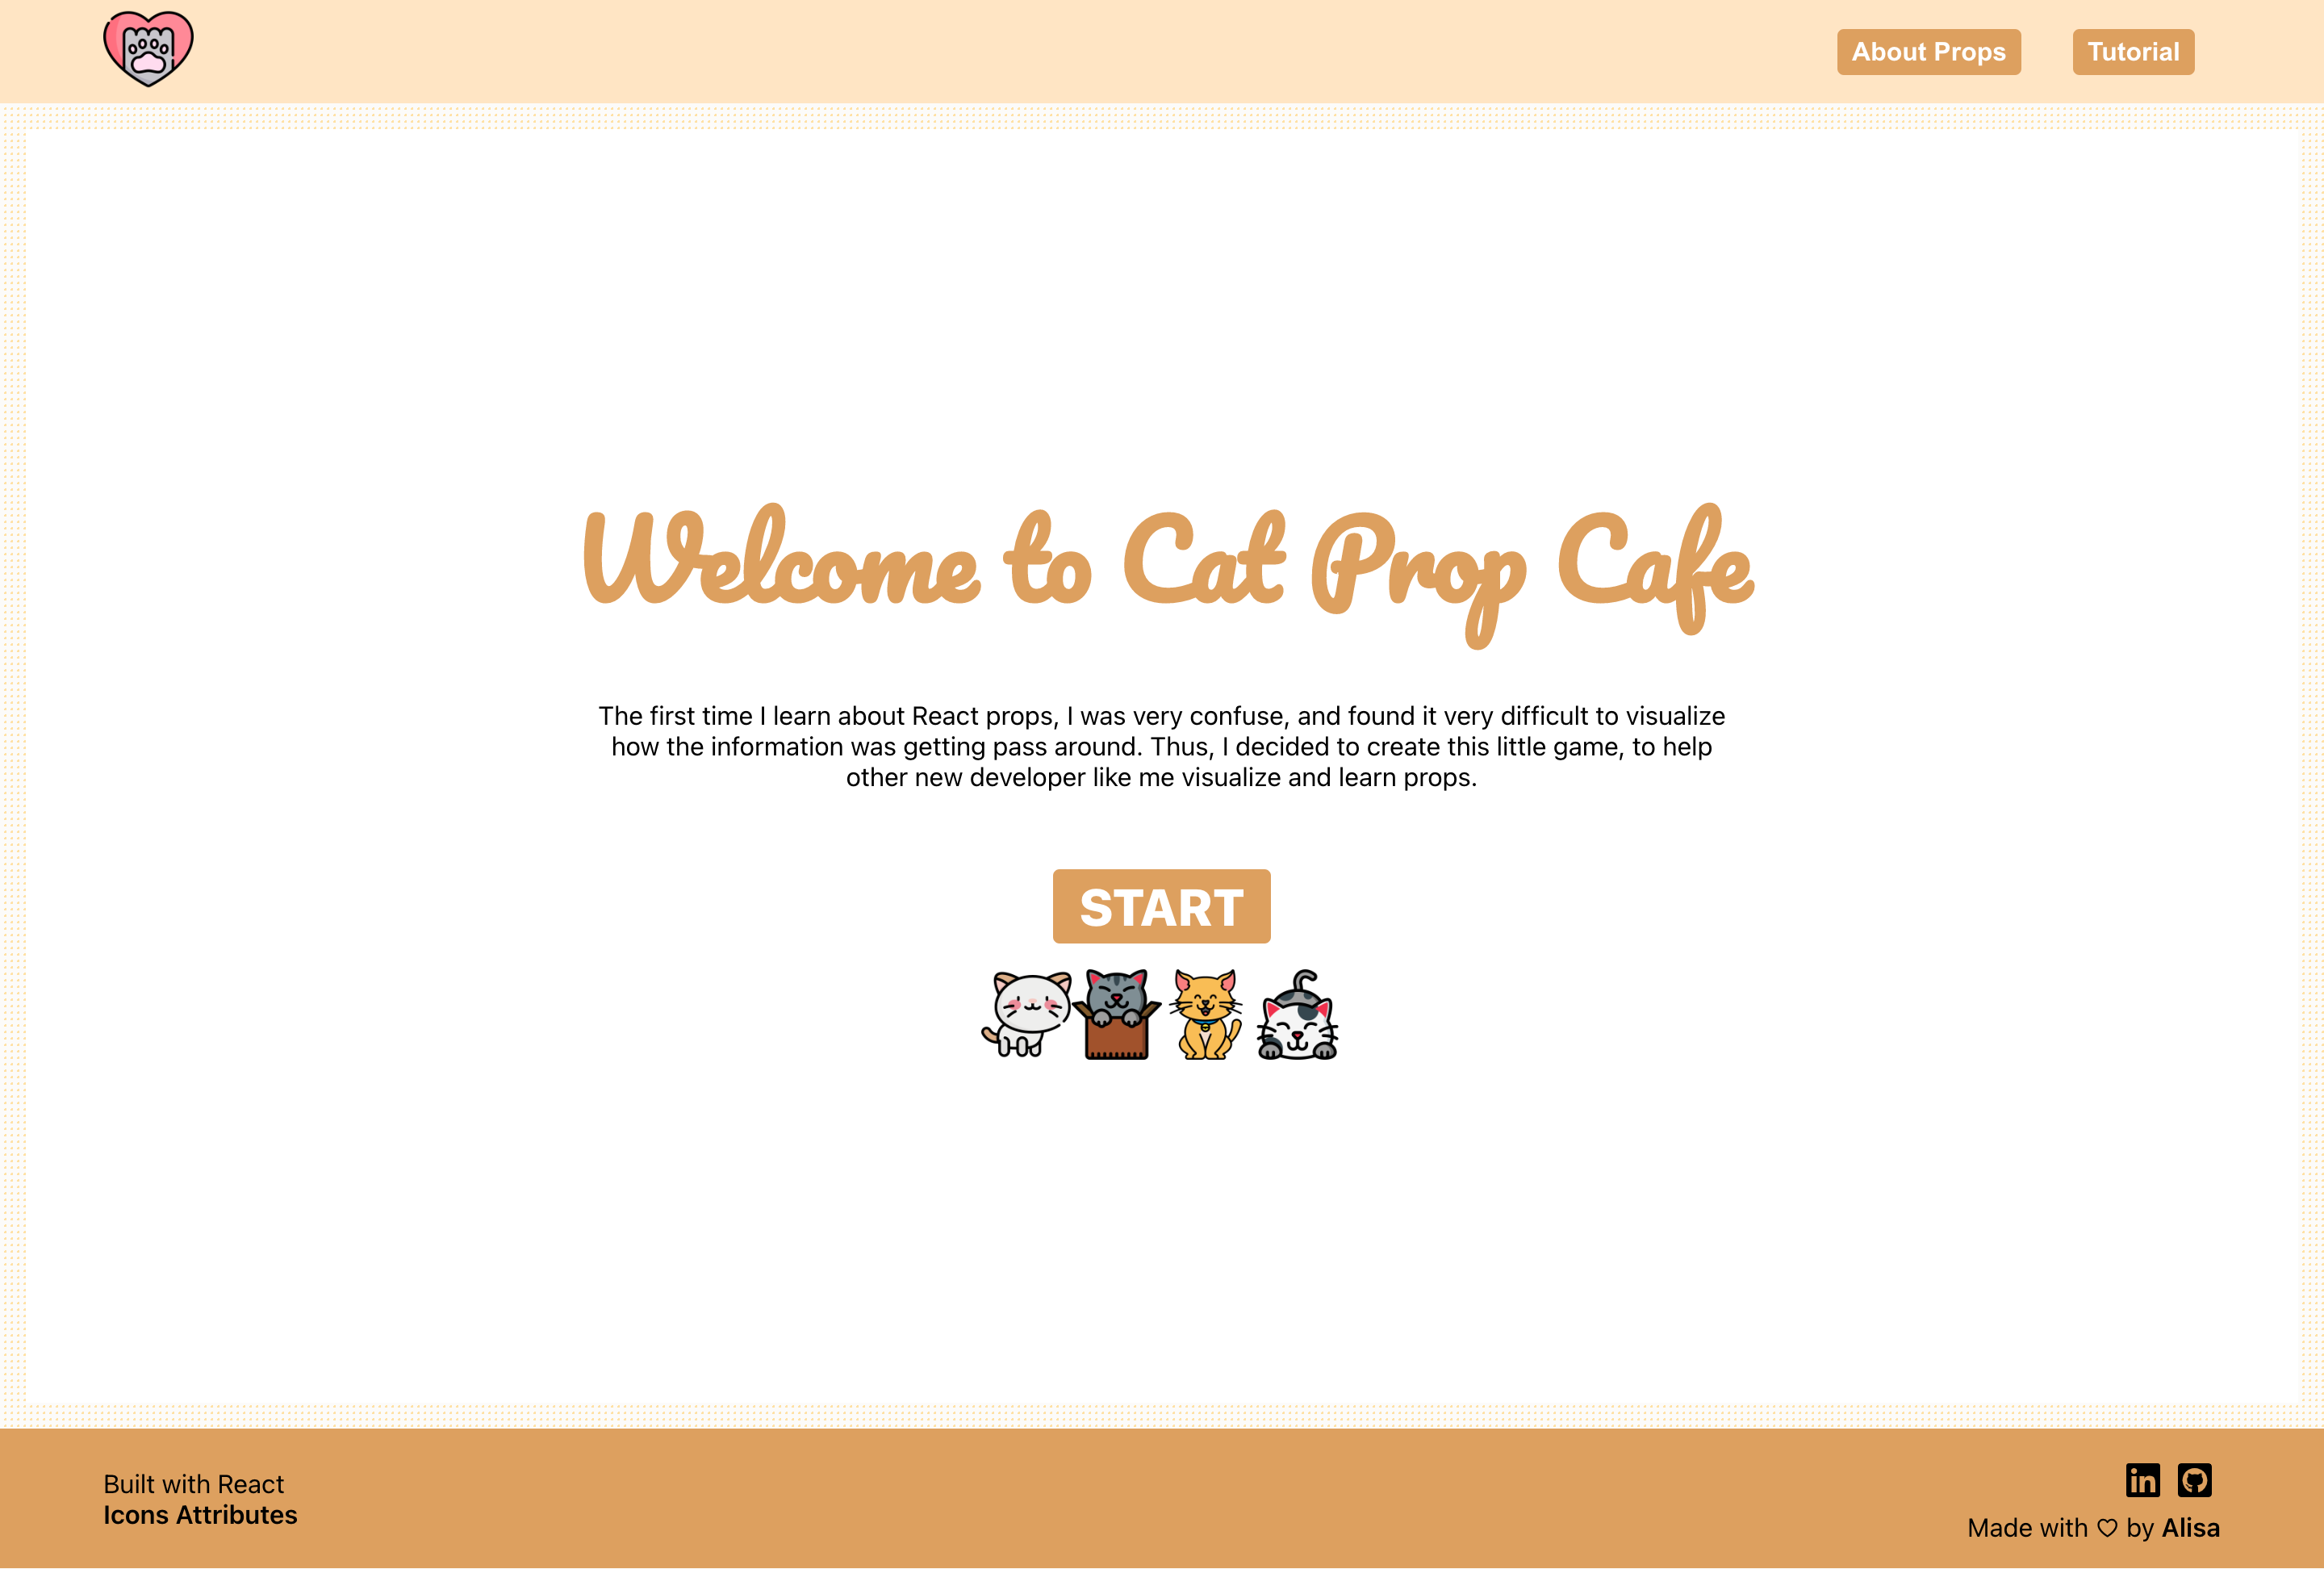 About Props
Tutorial
Welcome to Cat Prop Cafe
The first time I learn about React props, I was very confuse, and found it very difficult to visualize
how the information was getting pass around. Thus, I decided to create this little game, to help
other new developer like me visualize and learn props.
START
Built with React
Icons Attributes
in
Made with ♡ by Alisa